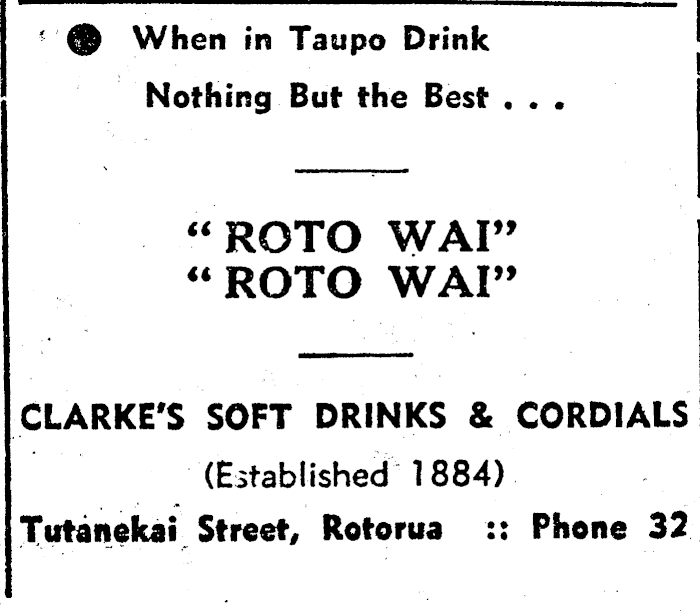 ● When in Taupo Drink
Nothing But the Best . . .
“ROTO WAI”
“ROTO WAI”
CLARKE'S SOFT DRINKS & CORDIALS
(Established 1884)
Tutanekai Street, Rotorua :: Phone 32